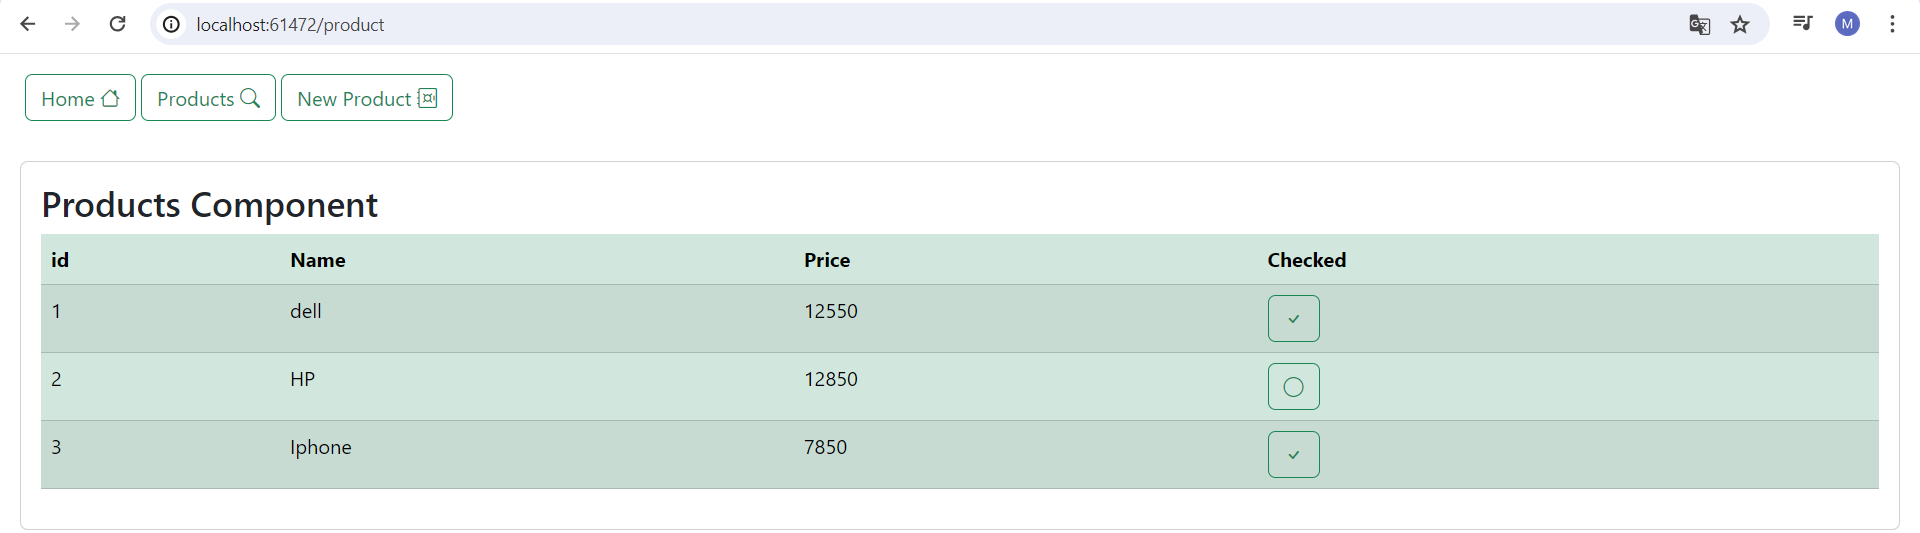 localhost:61472/product
M
Home Products New Product
Products Component
id Name Price Checked
1 dell 12550
2 HP 12850
3 Iphone 7850